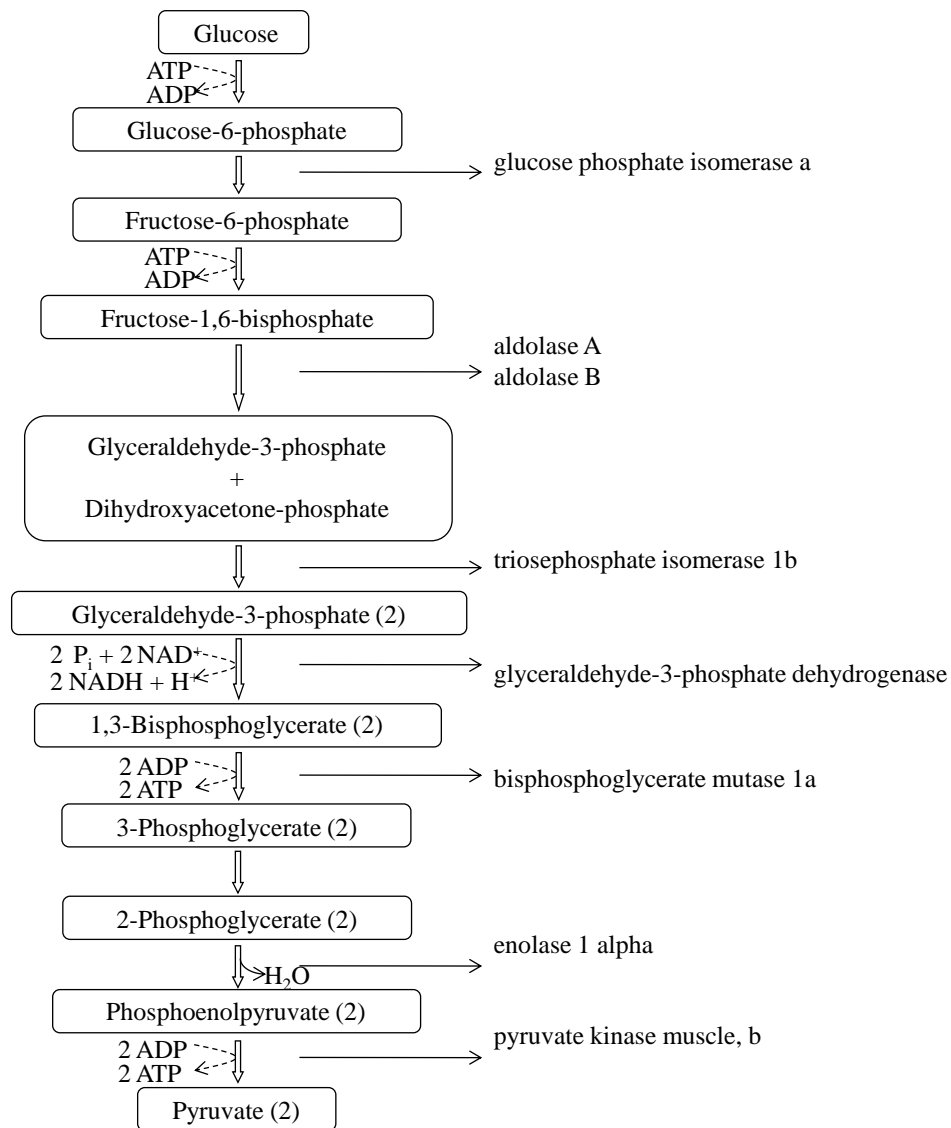 Glucose
ATP
ADP
Glucose-6-phosphate
glucose phosphate isomerase a
Fructose-6-phosphate
ATP
ADP
Fructose-1,6-bisphosphate
aldolase A
aldolase B
Glyceraldehyde-3-phosphate
+
Dihydroxyacetone-phosphate
triosephosphate isomerase 1b
Glyceraldehyde-3-phosphate (2)
2 Pi + 2 NAD+
2 NADH + H+
glyceraldehyde-3-phosphate dehydrogenase
1,3-Bisphosphoglycerate (2)
2 ADP
2 ATP
bisphosphoglycerate mutase 1a
3-Phosphoglycerate (2)
2-Phosphoglycerate (2)
enolase 1 alpha
H2O
Phosphoenolpyruvate (2)
2 ADP
2 ATP
pyruvate kinase muscle, b
Pyruvate (2)